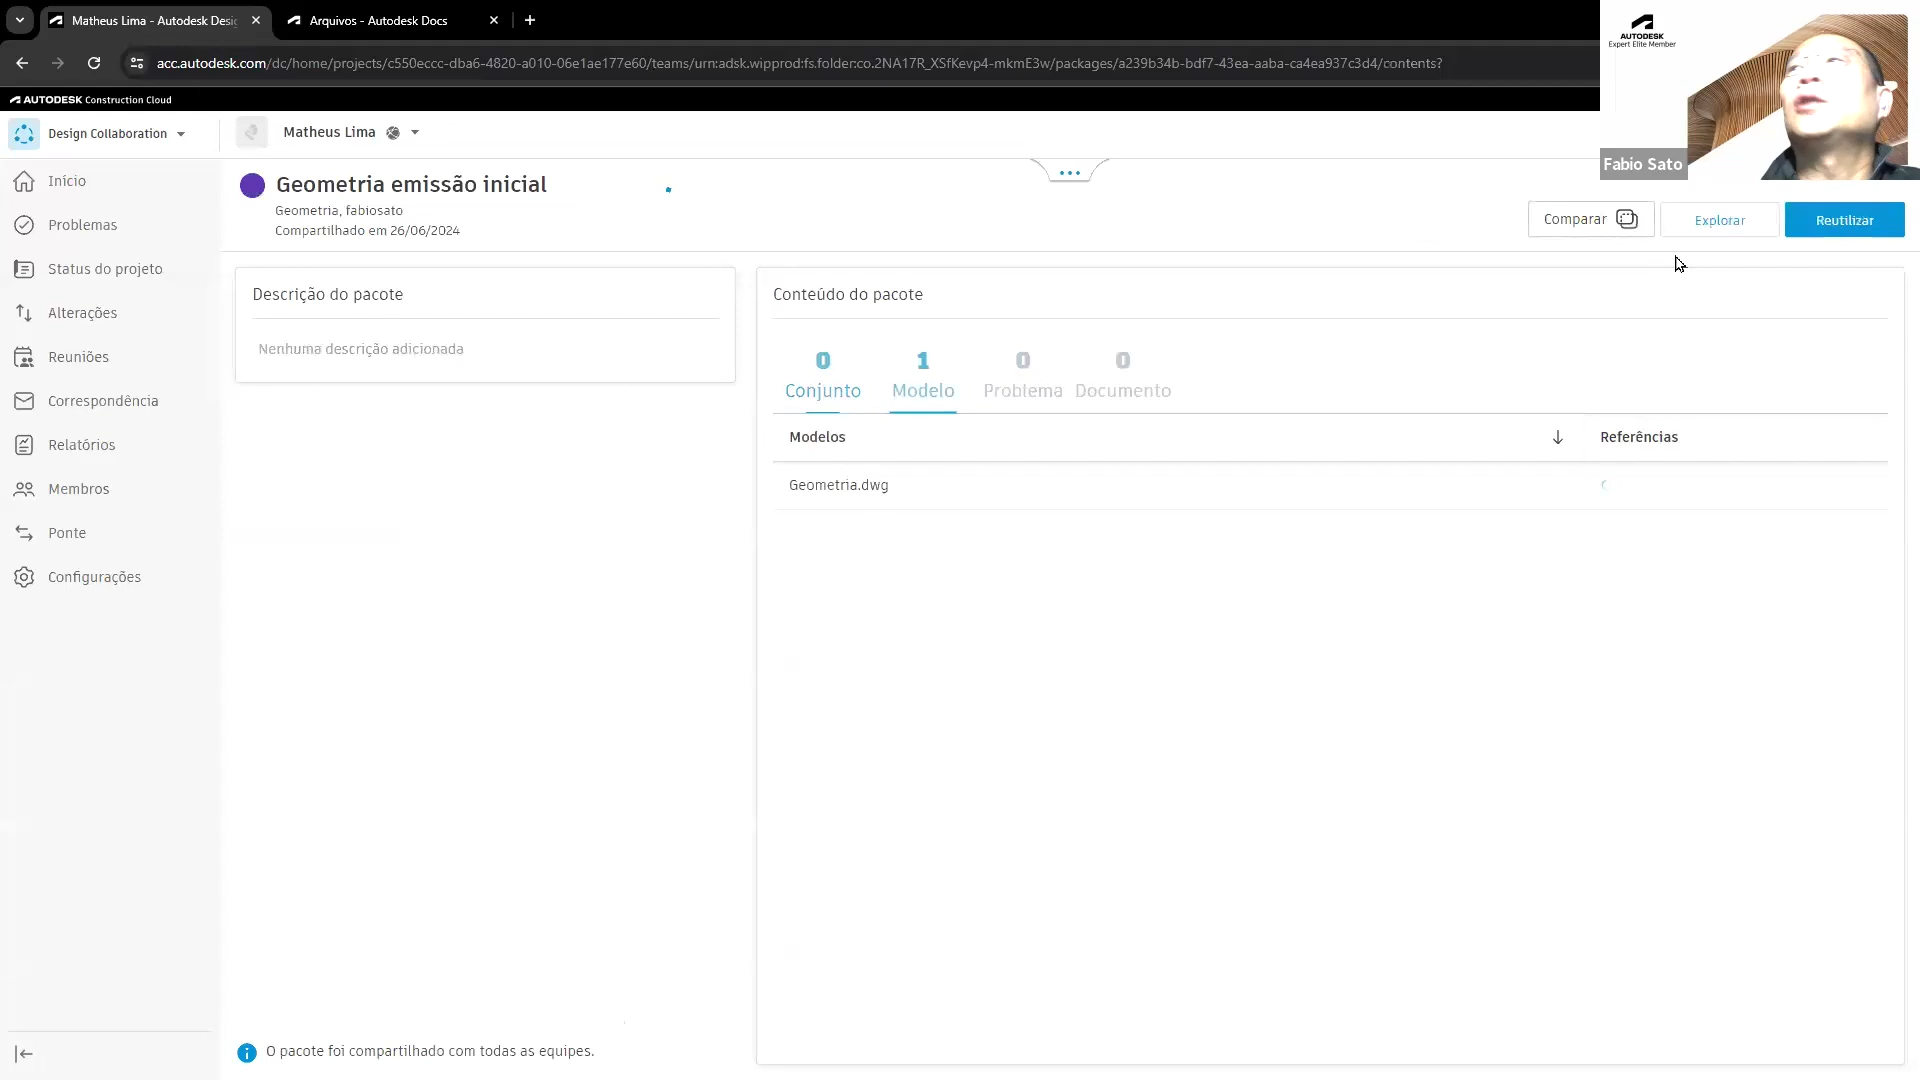 Matheus Lima - Autodesk Desi
Arquivos - Autodesk Docs
acc.autodesk.com/dc/home/projects/c550eccc-dba6-4820-a010-06e1ae177e60/teams/urn:adsk.wipprod:fs.folder:co.2NA17R_XSfKevp4-mkmE3w/packages/a239b34b-bdf7-43ea-aaba-ca4ea937c3d4/contents?
AUTODESK
Expert Elite Member
AUTODESK Construction Cloud
Design Collaboration
Matheus Lima
Fabio Sato
Início
Problemas
Status do projeto
Alterações
Reuniões
Correspondência
Relatórios
Membros
Ponte
Configurações
Geometria emissão inicial
Geometria, fabiosato
Compartilhado em 26/06/2024
Comparar
Explorar
Reutilizar
Descrição do pacote
Nenhuma descrição adicionada
Conteúdo do pacote
0 1 0 0
Conjunto Modelo Problema Documento
Modelos Referências
Geometria.dwg
O pacote foi compartilhado com todas as equipes.